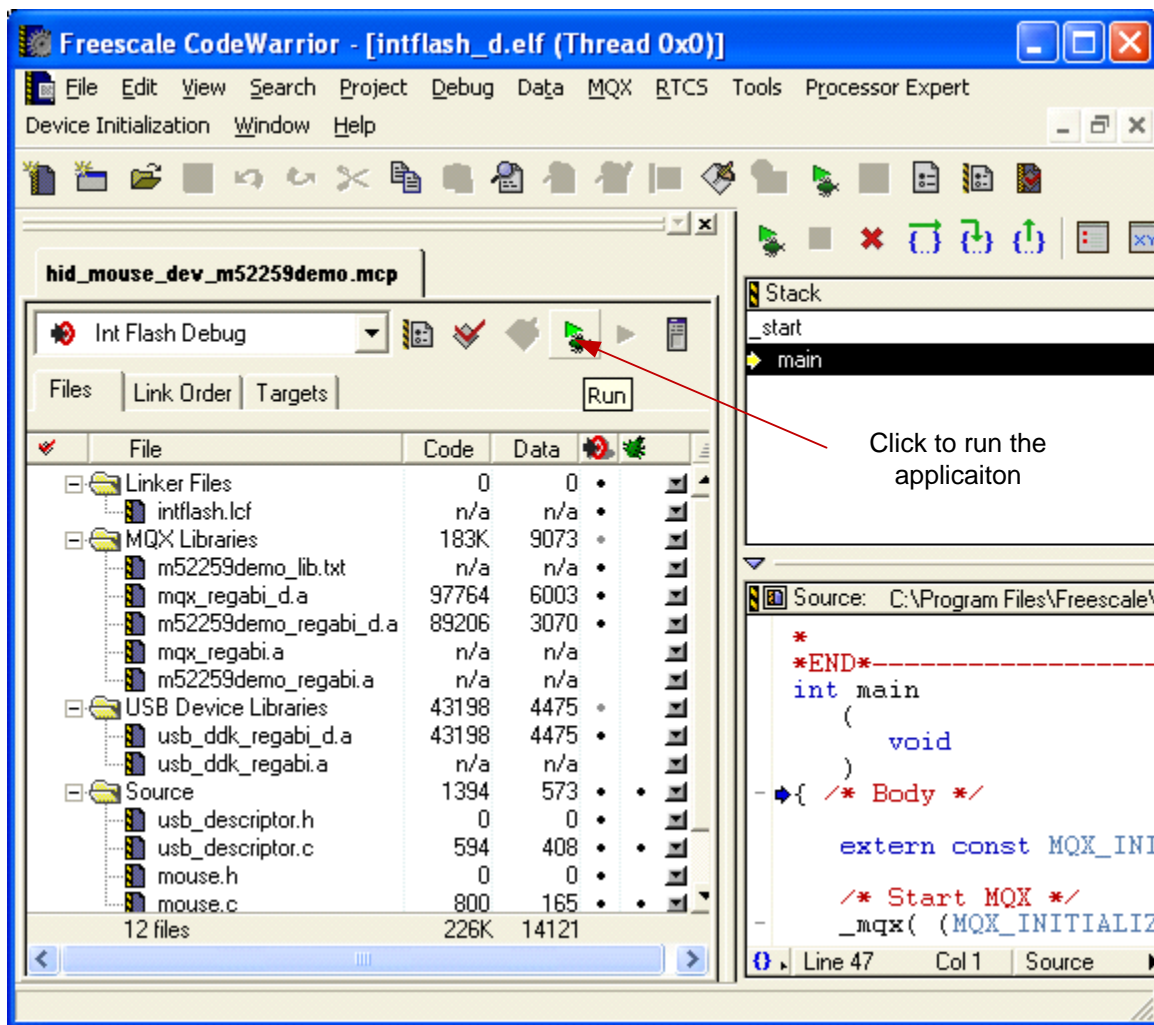 Freescale CodeWarrior - [intflash_d.elf (Thread 0x0)]
File Edit View Search Project Debug Data MQX RTCS Tools Processor Expert
Device Initialization Window Help
hid_mouse_dev_m52259demo.mcp
Int Flash Debug
Files Link Order Targets
Run
File Code Data
Linker Files 0 0
intflash.lcf n/a n/a
MQX Libraries 183K 9073
m52259demo_lib.txt n/a n/a
mqx_regabi_d.a 97764 6003
m52259demo_regabi_d.a 89206 3070
mqx_regabi.a n/a n/a
m52259demo_regabi.a n/a n/a
USB Device Libraries 43198 4475
usb_ddk_regabi_d.a 43198 4475
usb_ddk_regabi.a n/a n/a
Source 1394 573
usb_descriptor.h 0 0
usb_descriptor.c 594 408
mouse.h 0 0
mouse.c 800 165
12 files 226K 14121
Stack
_start
main
Click to run the
applicaiton
Source: C:\Program Files\Freescale\
*
*END*--------------------
int main
(
void
)
{ /* Body */
extern const MQX_INI
/* Start MQX */
_mqx( (MQX_INITIALIZ
Line 47 Col 1 Source